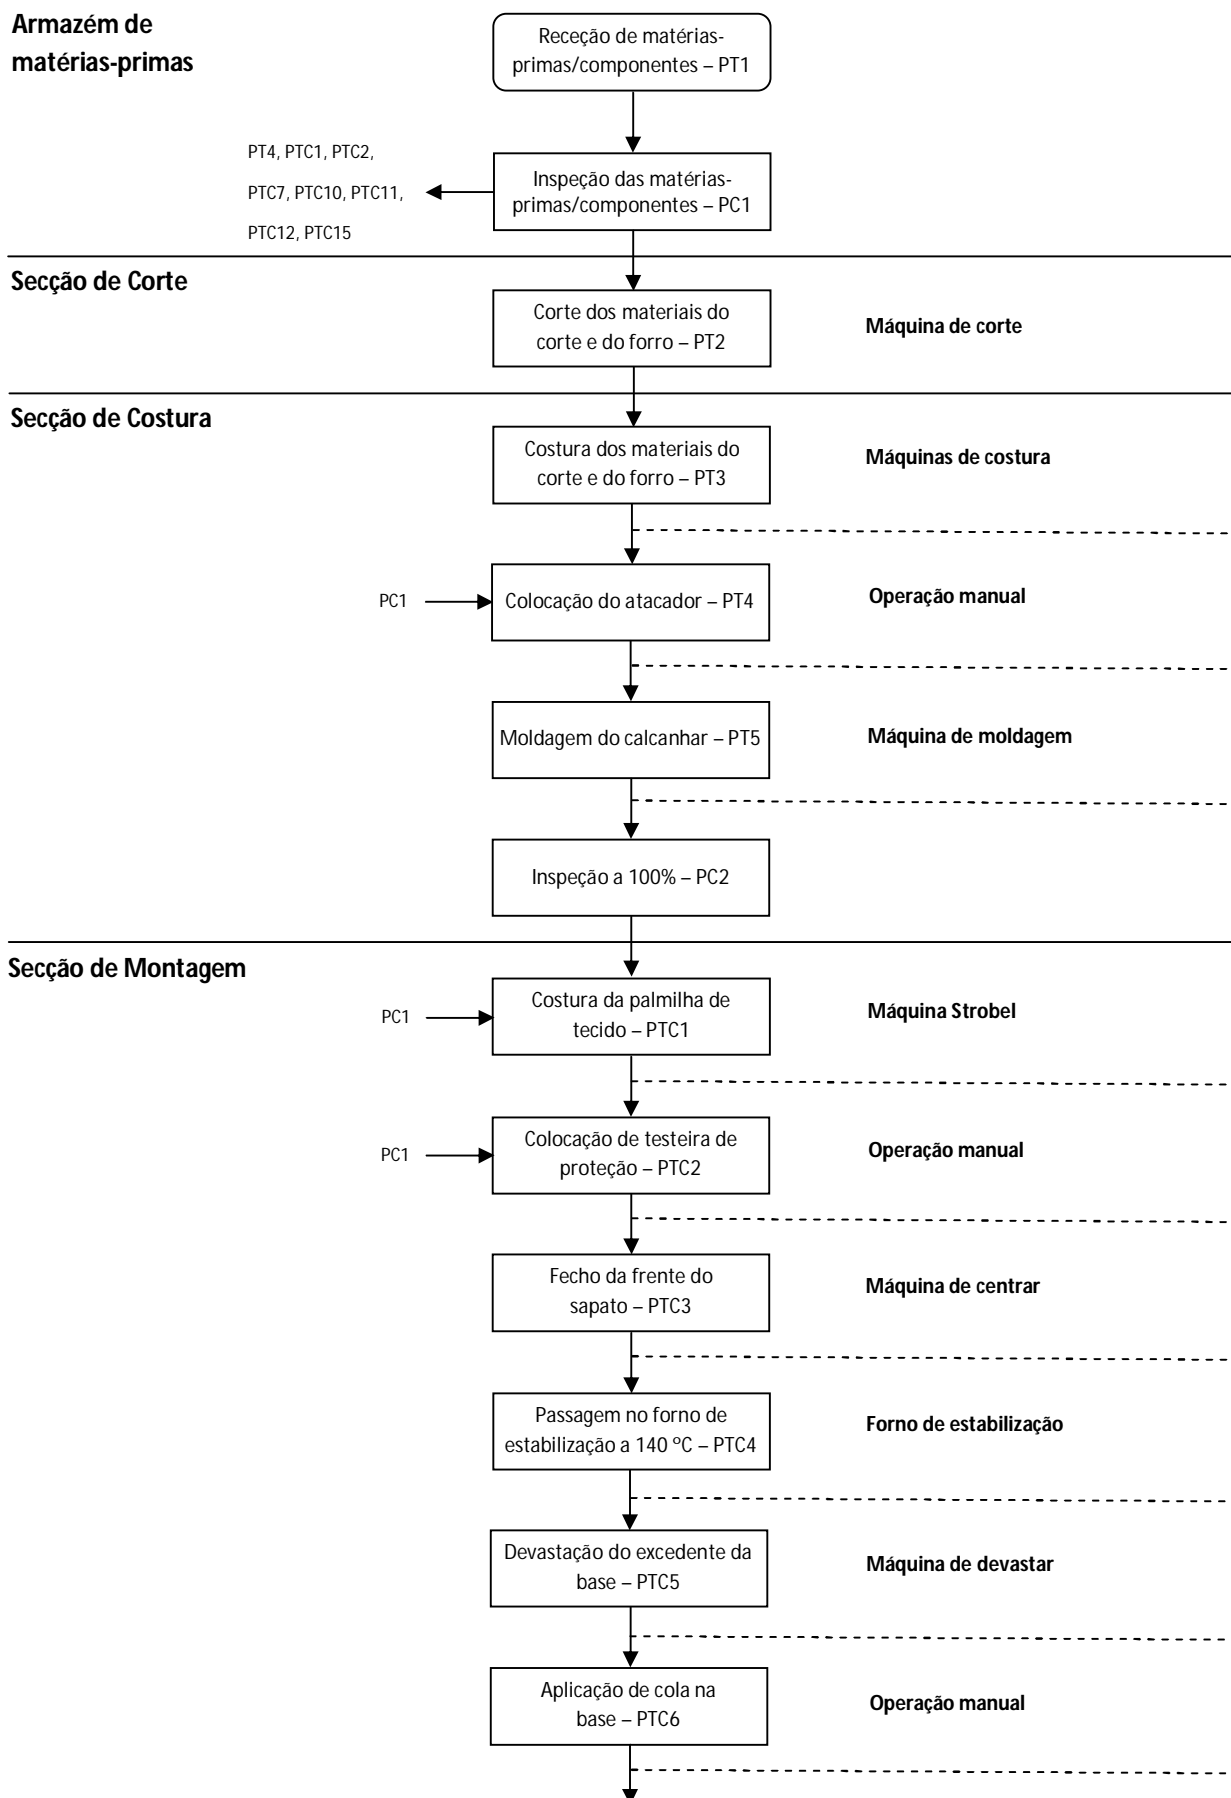 Armazém de
matérias-primas
Receção de matérias-
primas/componentes – PT1
PT4, PTC1, PTC2,
PTC7, PTC10, PTC11,
PTC12, PTC15
Inspeção das matérias-
primas/componentes – PC1
Secção de Corte
Corte dos materiais do
corte e do forro – PT2
Máquina de corte
Secção de Costura
Costura dos materiais do
corte e do forro – PT3
Máquinas de costura
PC1
Colocação do atacador – PT4
Operação manual
Moldagem do calcanhar – PT5
Máquina de moldagem
Inspeção a 100% – PC2
Secção de Montagem
PC1
Costura da palmilha de
tecido – PTC1
Máquina Strobel
PC1
Colocação de testeira de
proteção – PTC2
Operação manual
Fecho da frente do
sapato – PTC3
Máquina de centrar
Passagem no forno de
estabilização a 140 ºC – PTC4
Forno de estabilização
Devastação do excedente da
base – PTC5
Máquina de devastar
Aplicação de cola na
base – PTC6
Operação manual